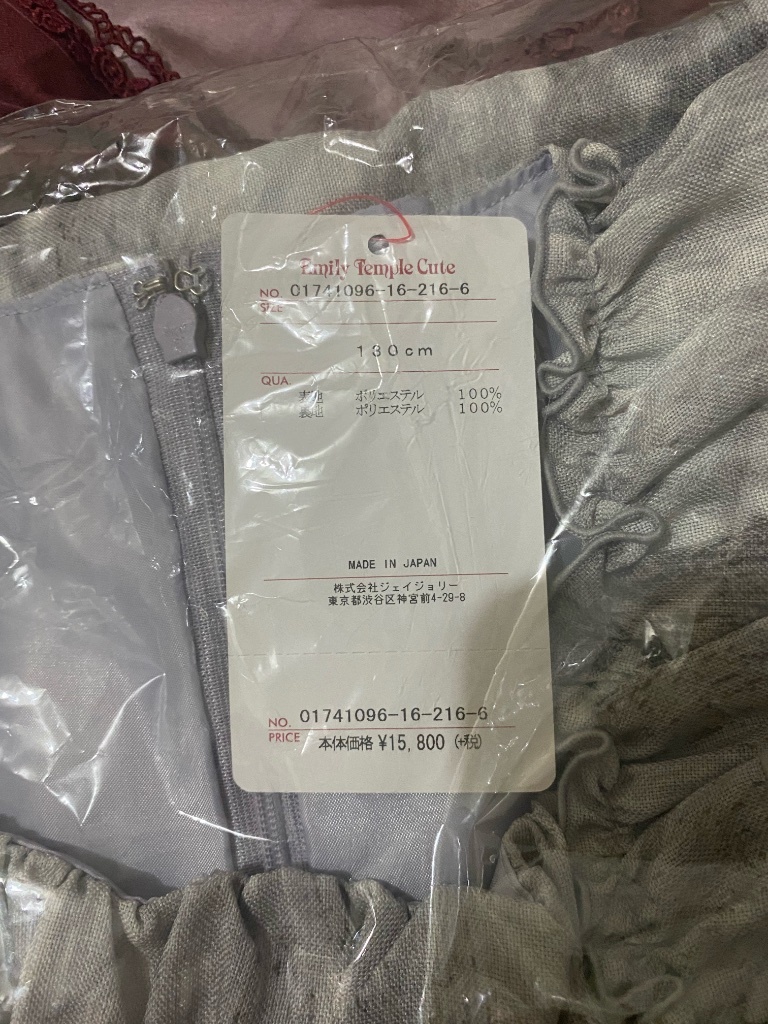 Emily Temple Cute
NO. 01741096-16-216-6
SIZE
130cm
QUA.
表地 ポリエステル 100%
裏地 ポリエステル 100%
MADE IN JAPAN
株式会社ジェイジョリー
東京都渋谷区神宮前4-29-8
NO. 01741096-16-216-6
PRICE 本体価格 ¥15,800 (+税)